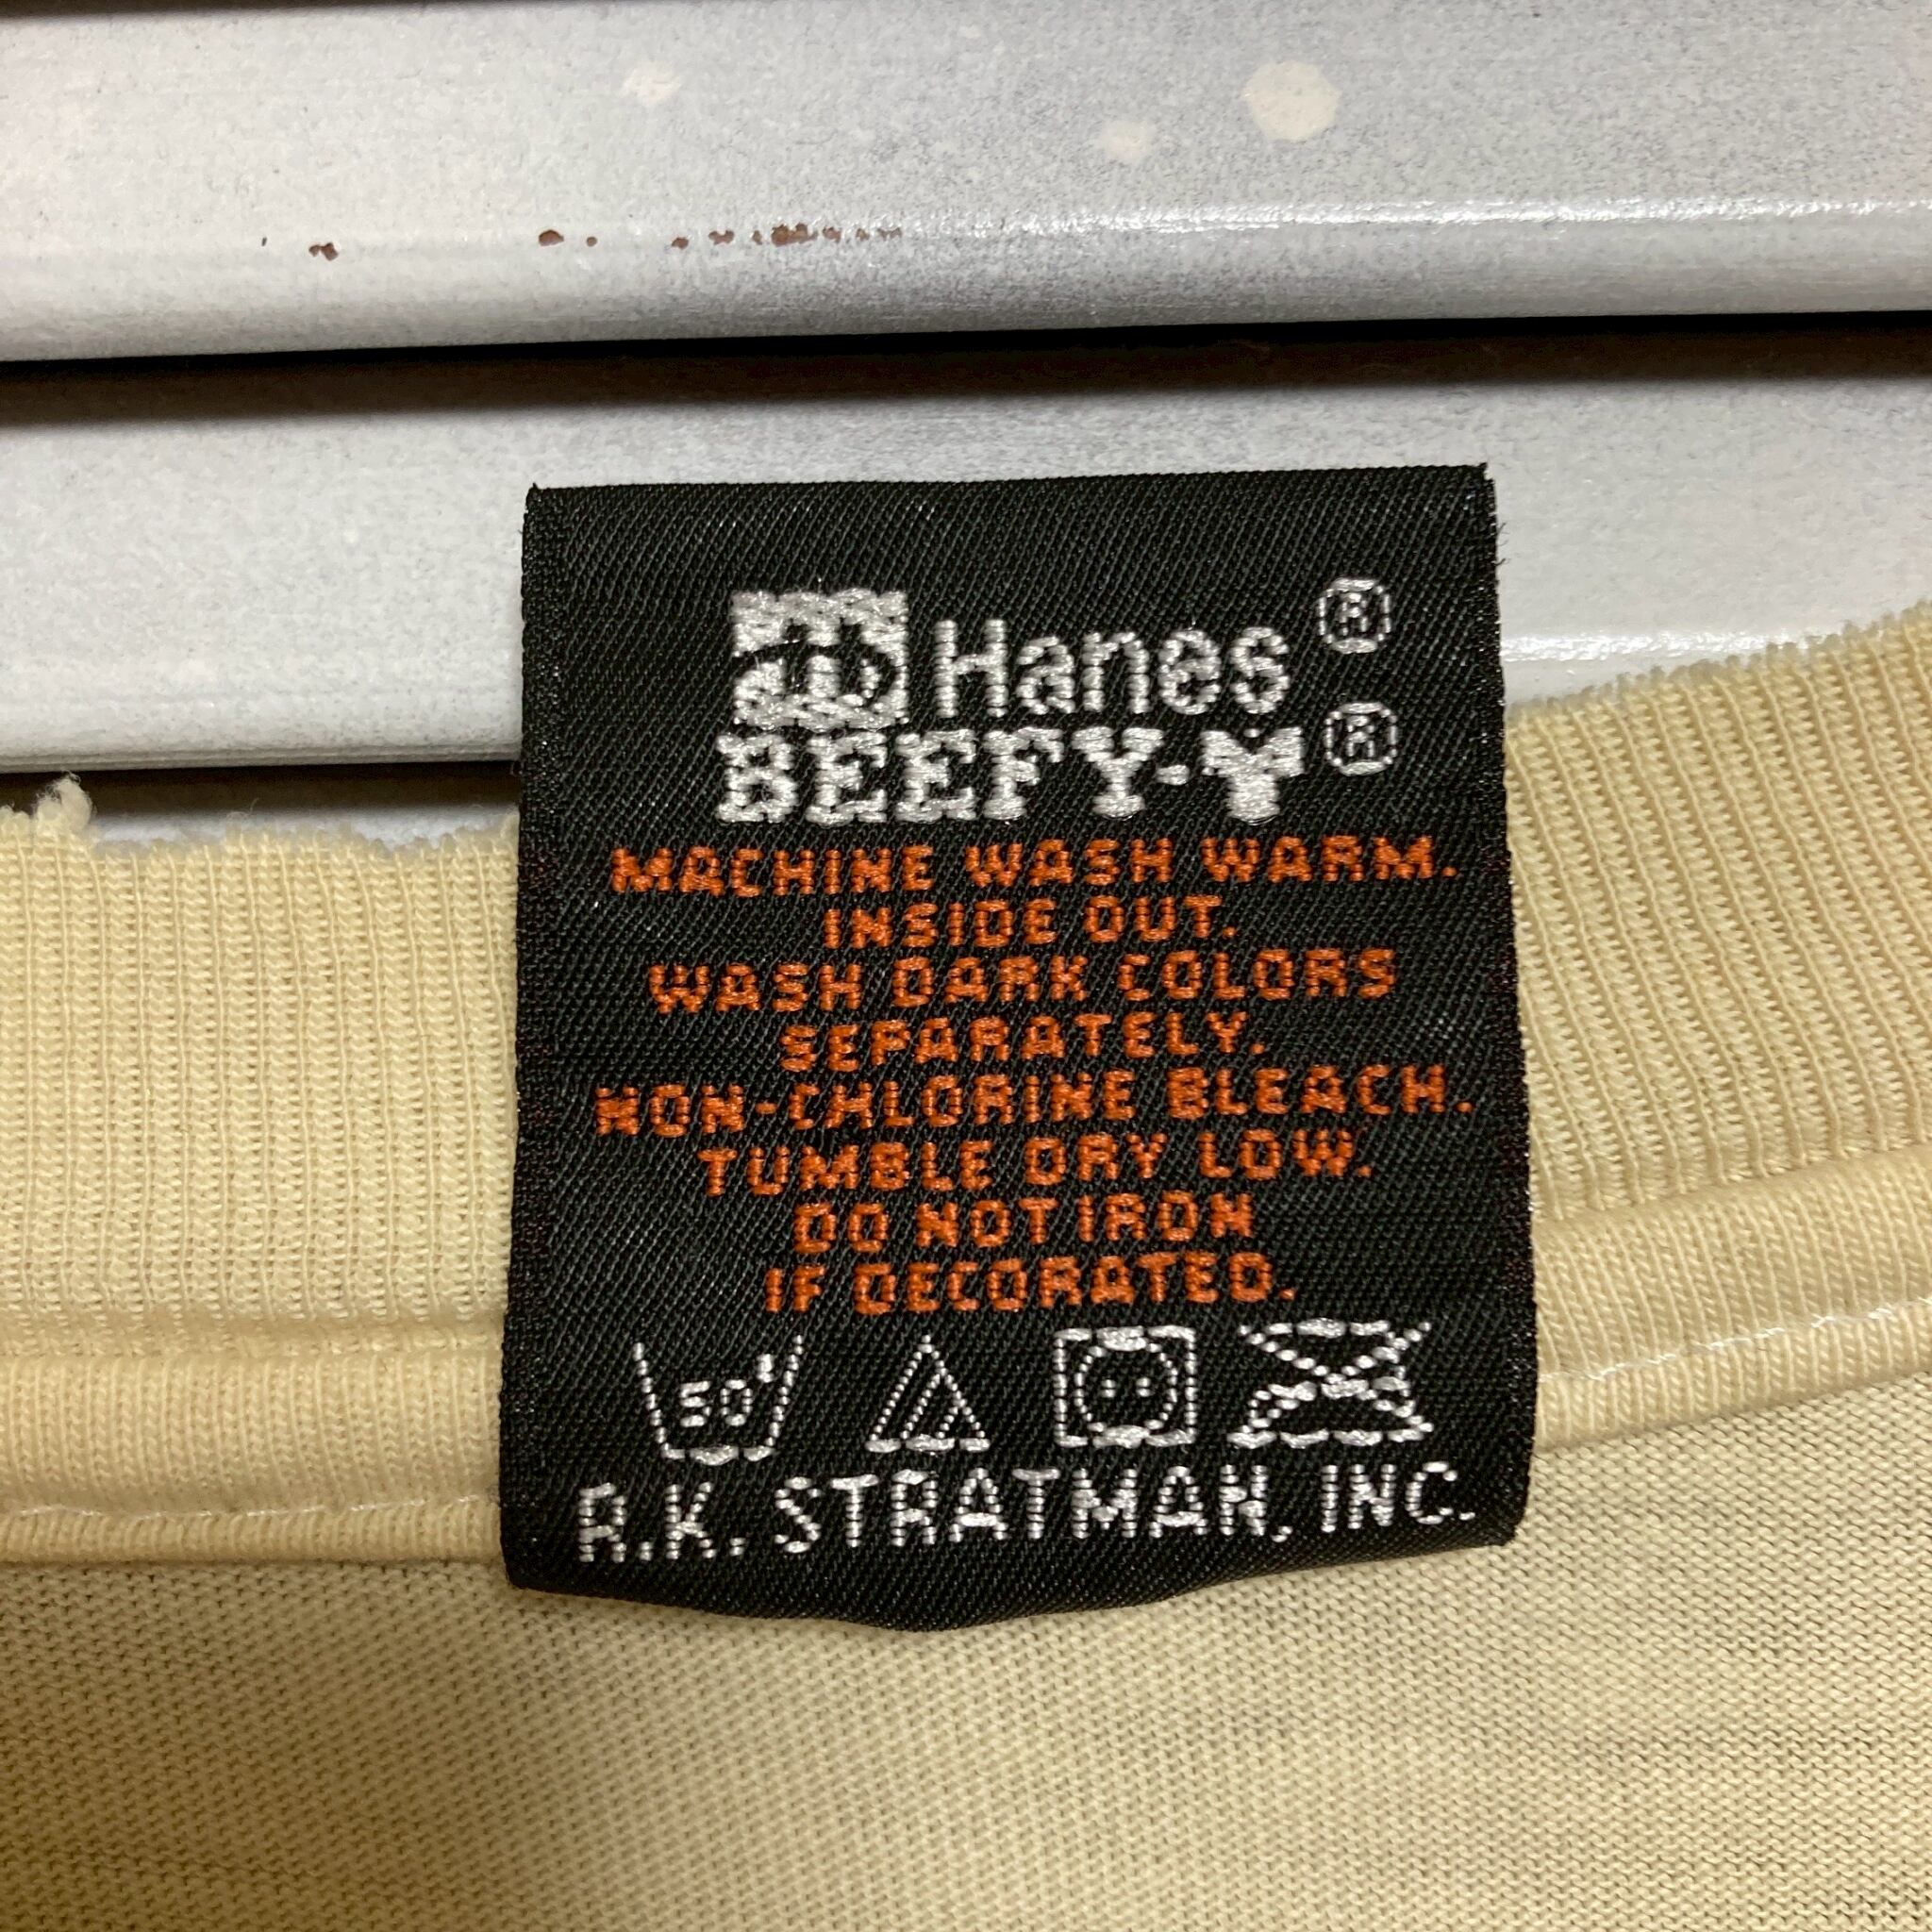 Hanes®
BEEFY-T®
MACHINE WASH WARM.
INSIDE OUT.
WASH DARK COLORS
SEPARATELY.
NON-CHLORINE BLEACH.
TUMBLE DRY LOW.
DO NOT IRON
IF DECORATED.
50°
R.K. STRATMAN, INC.